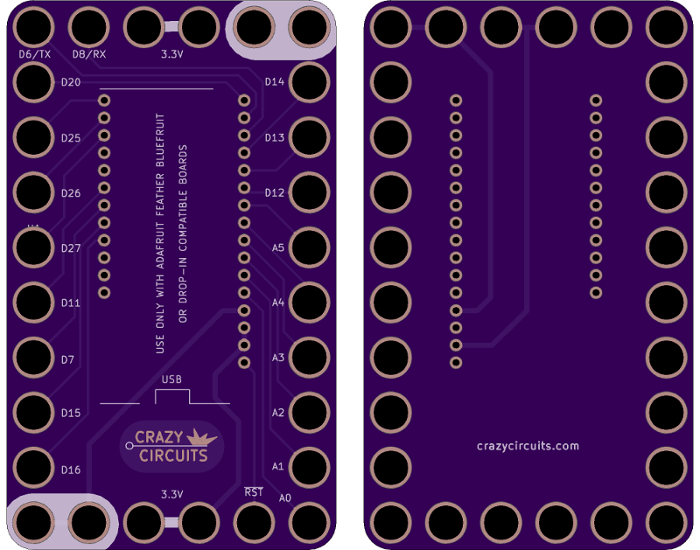 D6/TX D8/RX 3.3V
D20 D14
D25 D13
D26 D12
D27 A5
D11 A4
D7 A3
D15 A2
D16 A1
USE ONLY WITH ADAFRUIT FEATHER BLUEFRUIT
OR DROP-IN COMPATIBLE BOARDS
USB
CRAZY
CIRCUITS
3.3V RST A0
crazycircuits.com